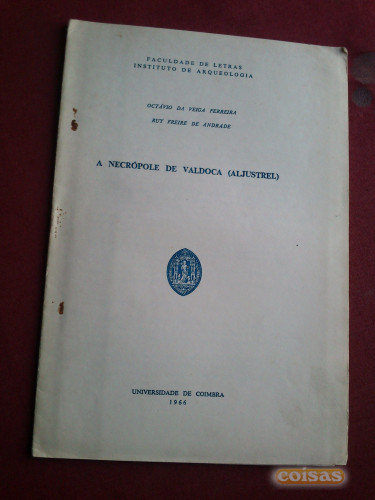 FACULDADE DE LETRAS
INSTITUTO DE ARQUEOLOGIA
OCTÁVIO DA VEIGA FERREIRA
RUY FREIRE DE ANDRADE
A NECRÓPOLE DE VALDOCA (ALJUSTREL)
UNIVERSIDADE DE COIMBRA
1966
coisas